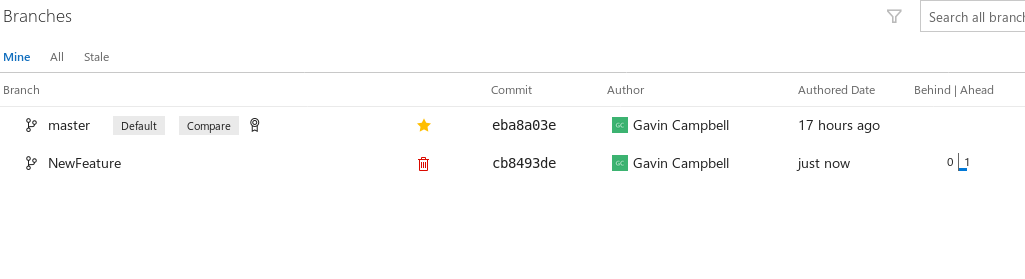 Branches
Search all branch
Mine All Stale
Branch Commit Author Authored Date Behind | Ahead
master Default Compare eba8a03e GC Gavin Campbell 17 hours ago
NewFeature cb8493de GC Gavin Campbell just now 0 1